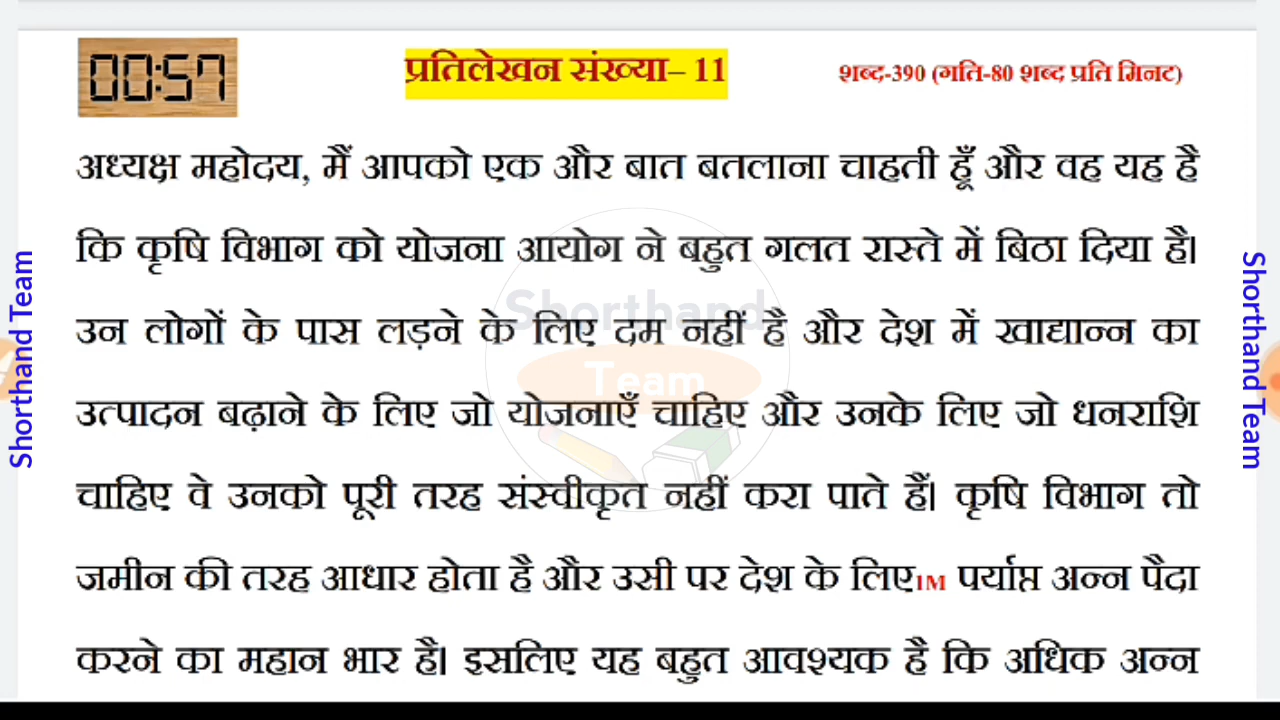 00:57
प्रतिलेखन संख्या– 11
शब्द-390 (गति-80 शब्द प्रति मिनट)
अध्यक्ष महोदय, मैं आपको एक और बात बतलाना चाहती हूँ और वह यह है
कि कृषि विभाग को योजना आयोग ने बहुत गलत रास्ते में बिठा दिया है।
उन लोगों के पास लड़ने के लिए दम नहीं है और देश में खाद्यान्न का
उत्पादन बढ़ाने के लिए जो योजनाएँ चाहिए और उनके लिए जो धनराशि
चाहिए वे उनको पूरी तरह संस्वीकृत नहीं करा पाते हैं। कृषि विभाग तो
जमीन की तरह आधार होता है और उसी पर देश के लिए1M पर्याप्त अन्न पैदा
करने का महान भार है। इसलिए यह बहुत आवश्यक है कि अधिक अन्न
Shorthand Team
Shorthand Team
Shorthand
Team